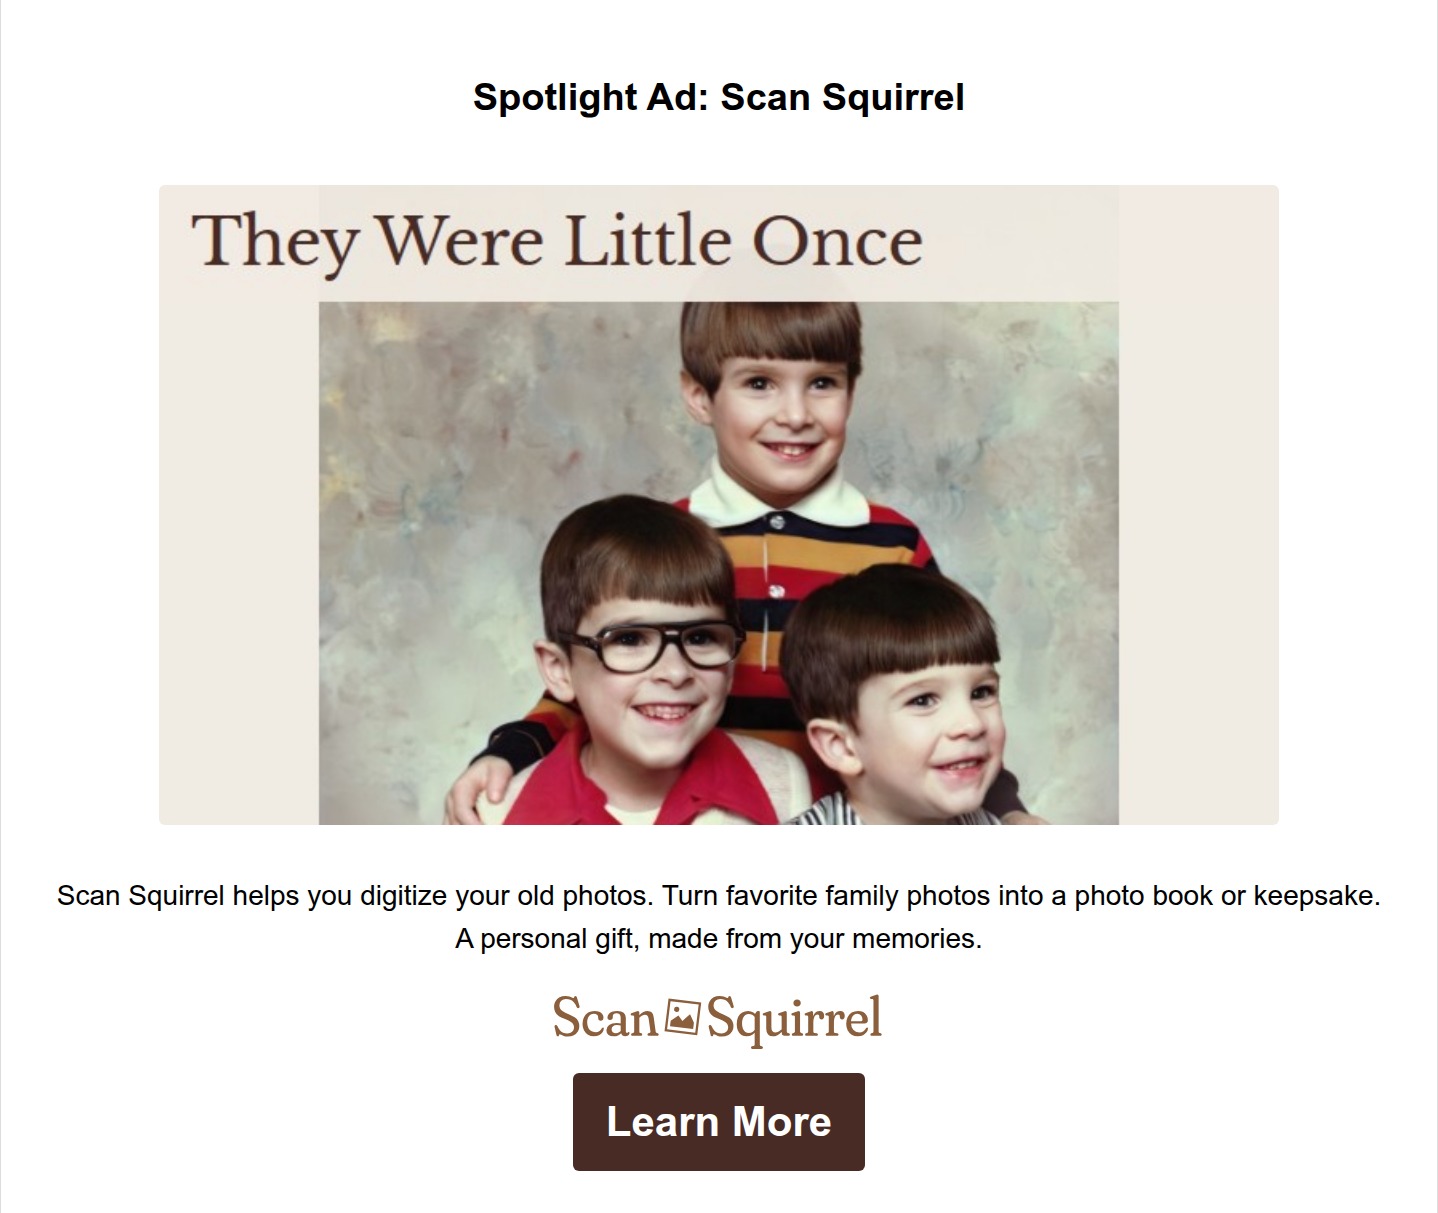 Spotlight Ad: Scan Squirrel
They Were Little Once
Scan Squirrel helps you digitize your old photos. Turn favorite family photos into a photo book or keepsake.
A personal gift, made from your memories.
Scan Squirrel
Learn More